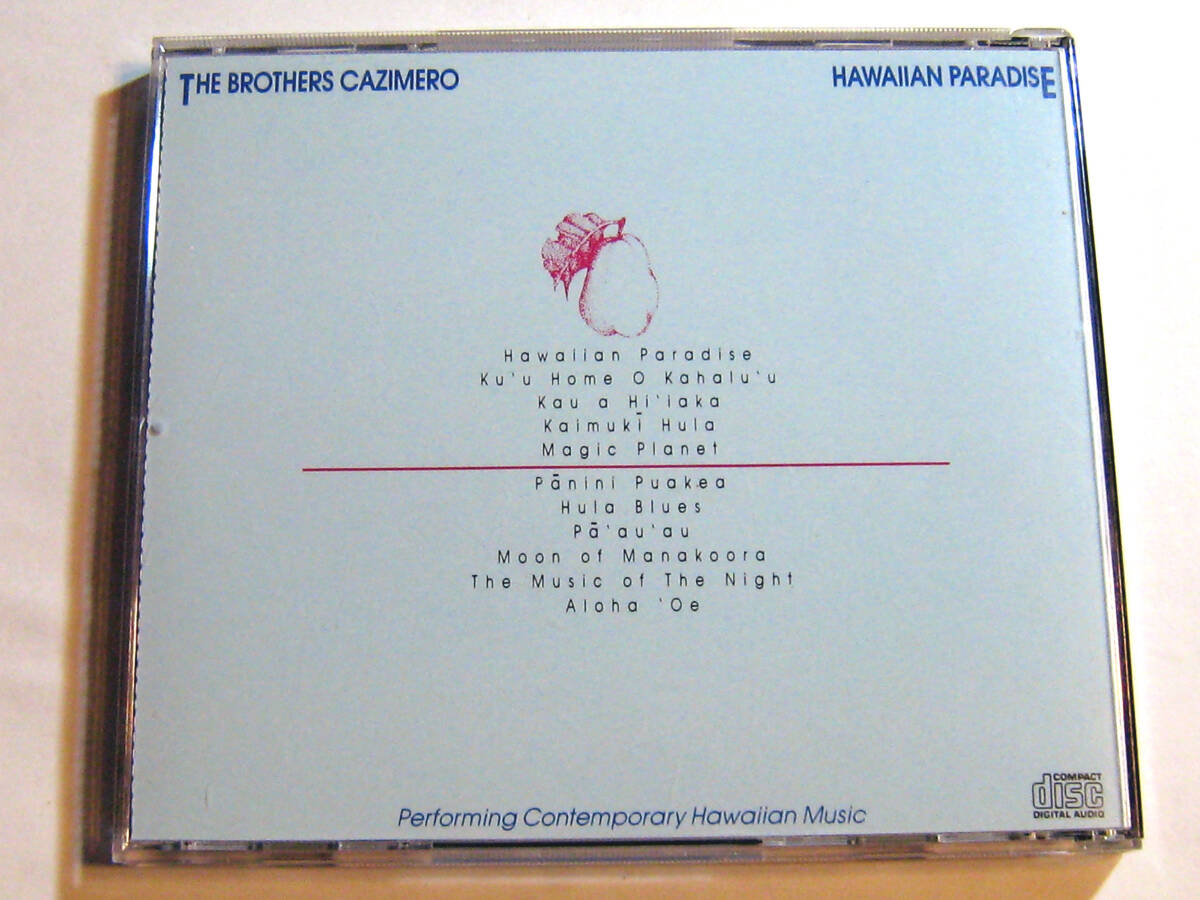 THE BROTHERS CAZIMERO
HAWAIIAN PARADISE
Hawaiian Paradise
Ku'u Home O Kahalu'u
Kau a Hi'iaka
Kaimukī Hula
Magic Planet
Pānini Puakea
Hula Blues
Pā'au'au
Moon of Manakoora
The Music of The Night
Aloha 'Oe
Performing Contemporary Hawaiian Music
COMPACT
disc
DIGITAL AUDIO